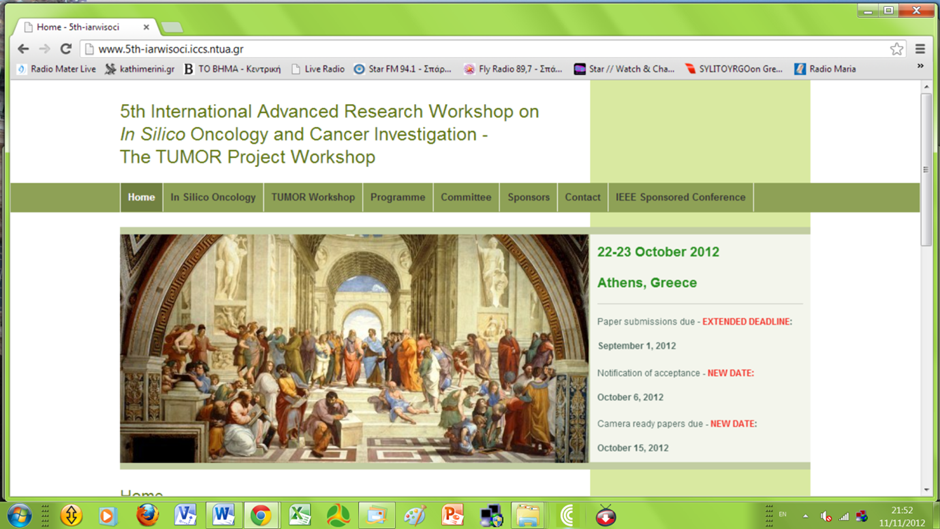 Home - 5th-iarwisoci
www.5th-iarwisoci.iccs.ntua.gr
Radio Mater Live
kathimerini.gr
ΤΟ ΒΗΜΑ - Κεντρική
Live Radio
Star FM 94.1 - Σπάρ...
Fly Radio 89,7 - Σπά...
Star // Watch & Cha...
SYLITOYRGOon Gre...
Radio Maria
5th International Advanced Research Workshop on
In Silico Oncology and Cancer Investigation -
The TUMOR Project Workshop
Home
In Silico Oncology
TUMOR Workshop
Programme
Committee
Sponsors
Contact
IEEE Sponsored Conference
22-23 October 2012
Athens, Greece
Paper submissions due - EXTENDED DEADLINE:
September 1, 2012
Notification of acceptance - NEW DATE:
October 6, 2012
Camera ready papers due - NEW DATE:
October 15, 2012
Home
EN
21:52
11/11/2012